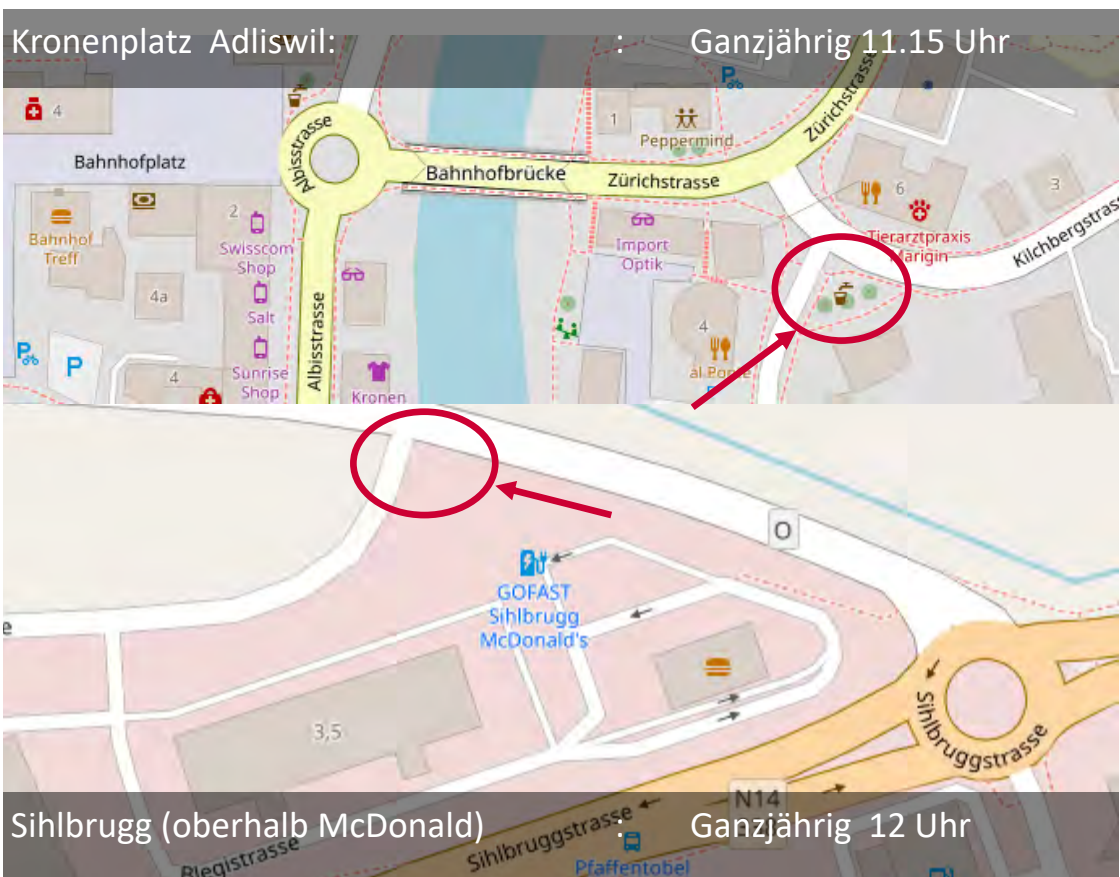 Kronenplatz Adliswil: : Ganzjährig 11.15 Uhr
4
Albisstrasse
Bahnhofplatz
1
Peppermind
Zürichstrasse
Bahnhofbrücke
Zürichstrasse
6
3
Bahnhof
Treff
2
Swisscom
Shop
Import
Optik
Tierarztpraxis
Marigin
Kilchbergstrasse
4a
Salt
Albisstrasse
4
al Ponte
P
P
4
Sunrise
Shop
Kronen
O
GOFAST
Sihlbrugg
McDonald's
3,5
Sihlbruggstrasse
N14
Sihlbrugg (oberhalb McDonald) : Ganzjährig 12 Uhr
Blegistrasse
Sihlbruggstrasse
Pfaffentobel